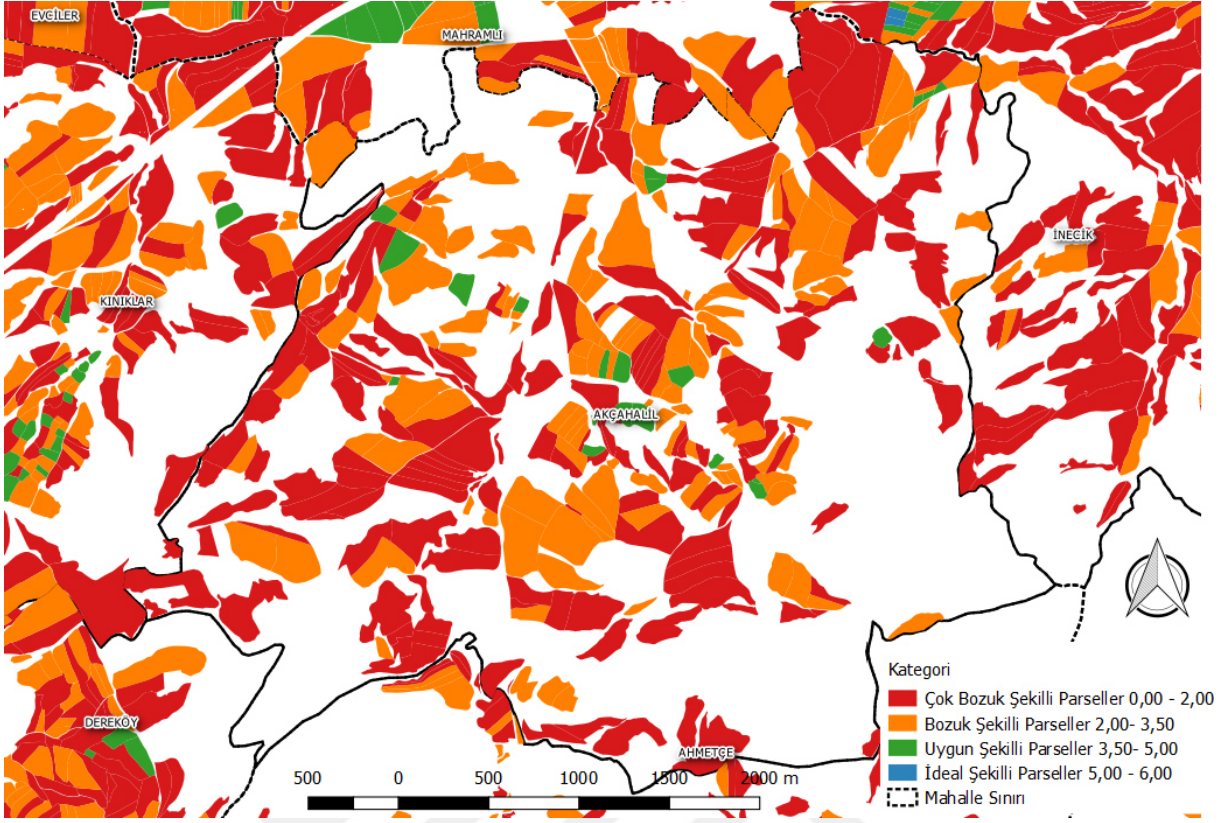 EVCİLER
MAHRAMLI
İNECİK
KINIKLAR
AKÇAHALİL
DEREKÖY
AHMETÇE
500 0 500 1000 1500 2000 m
Kategori
Çok Bozuk Şekilli Parseller 0,00 - 2,00
Bozuk Şekilli Parseller 2,00- 3,50
Uygun Şekilli Parseller 3,50- 5,00
İdeal Şekilli Parseller 5,00 - 6,00
Mahalle Sınırı